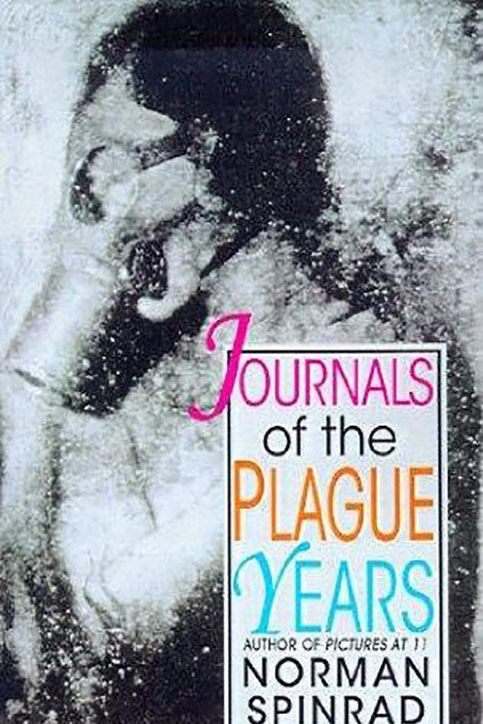 JOURNALS
of the
PLAGUE
YEARS
AUTHOR OF PICTURES AT 11
NORMAN
SPINRAD